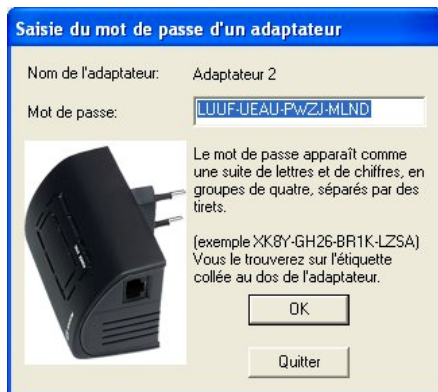 Saisie du mot de passe d'un adaptateur
Nom de l'adaptateur: Adaptateur 2
Mot de passe: LUUF-UEAU-PWZJ-MLND
Le mot de passe apparaît comme
une suite de lettres et de chiffres, en
groupes de quatre, séparés par des
tirets.
(exemple XK8Y-GH26-BR1K-LZSA)
Vous le trouverez sur l'étiquette
collée au dos de l'adaptateur.
OK
Quitter